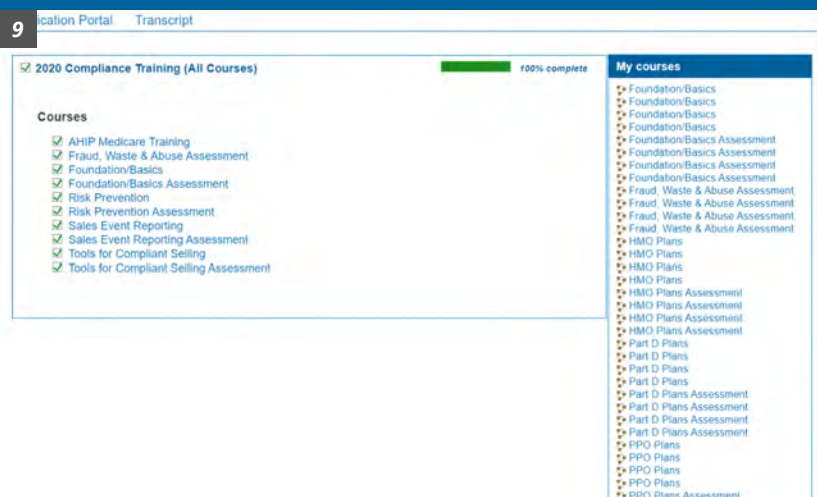 9
ication Portal Transcript
2020 Compliance Training (All Courses)
100% complete
Courses
AHIP Medicare Training
Fraud, Waste & Abuse Assessment
Foundation/Basics
Foundation/Basics Assessment
Risk Prevention
Risk Prevention Assessment
Sales Event Reporting
Sales Event Reporting Assessment
Tools for Compliant Selling
Tools for Compliant Selling Assessment
My courses
Foundation/Basics
Foundation/Basics
Foundation/Basics
Foundation/Basics
Foundation/Basics Assessment
Foundation/Basics Assessment
Foundation/Basics Assessment
Foundation/Basics Assessment
Fraud, Waste & Abuse Assessment
Fraud, Waste & Abuse Assessment
Fraud, Waste & Abuse Assessment
Fraud, Waste & Abuse Assessment
HMO Plans
HMO Plans
HMO Plans
HMO Plans
HMO Plans Assessment
HMO Plans Assessment
HMO Plans Assessment
HMO Plans Assessment
Part D Plans
Part D Plans
Part D Plans
Part D Plans
Part D Plans Assessment
Part D Plans Assessment
Part D Plans Assessment
Part D Plans Assessment
PPO Plans
PPO Plans
PPO Plans
PPO Plans
PPO Plans Assessment